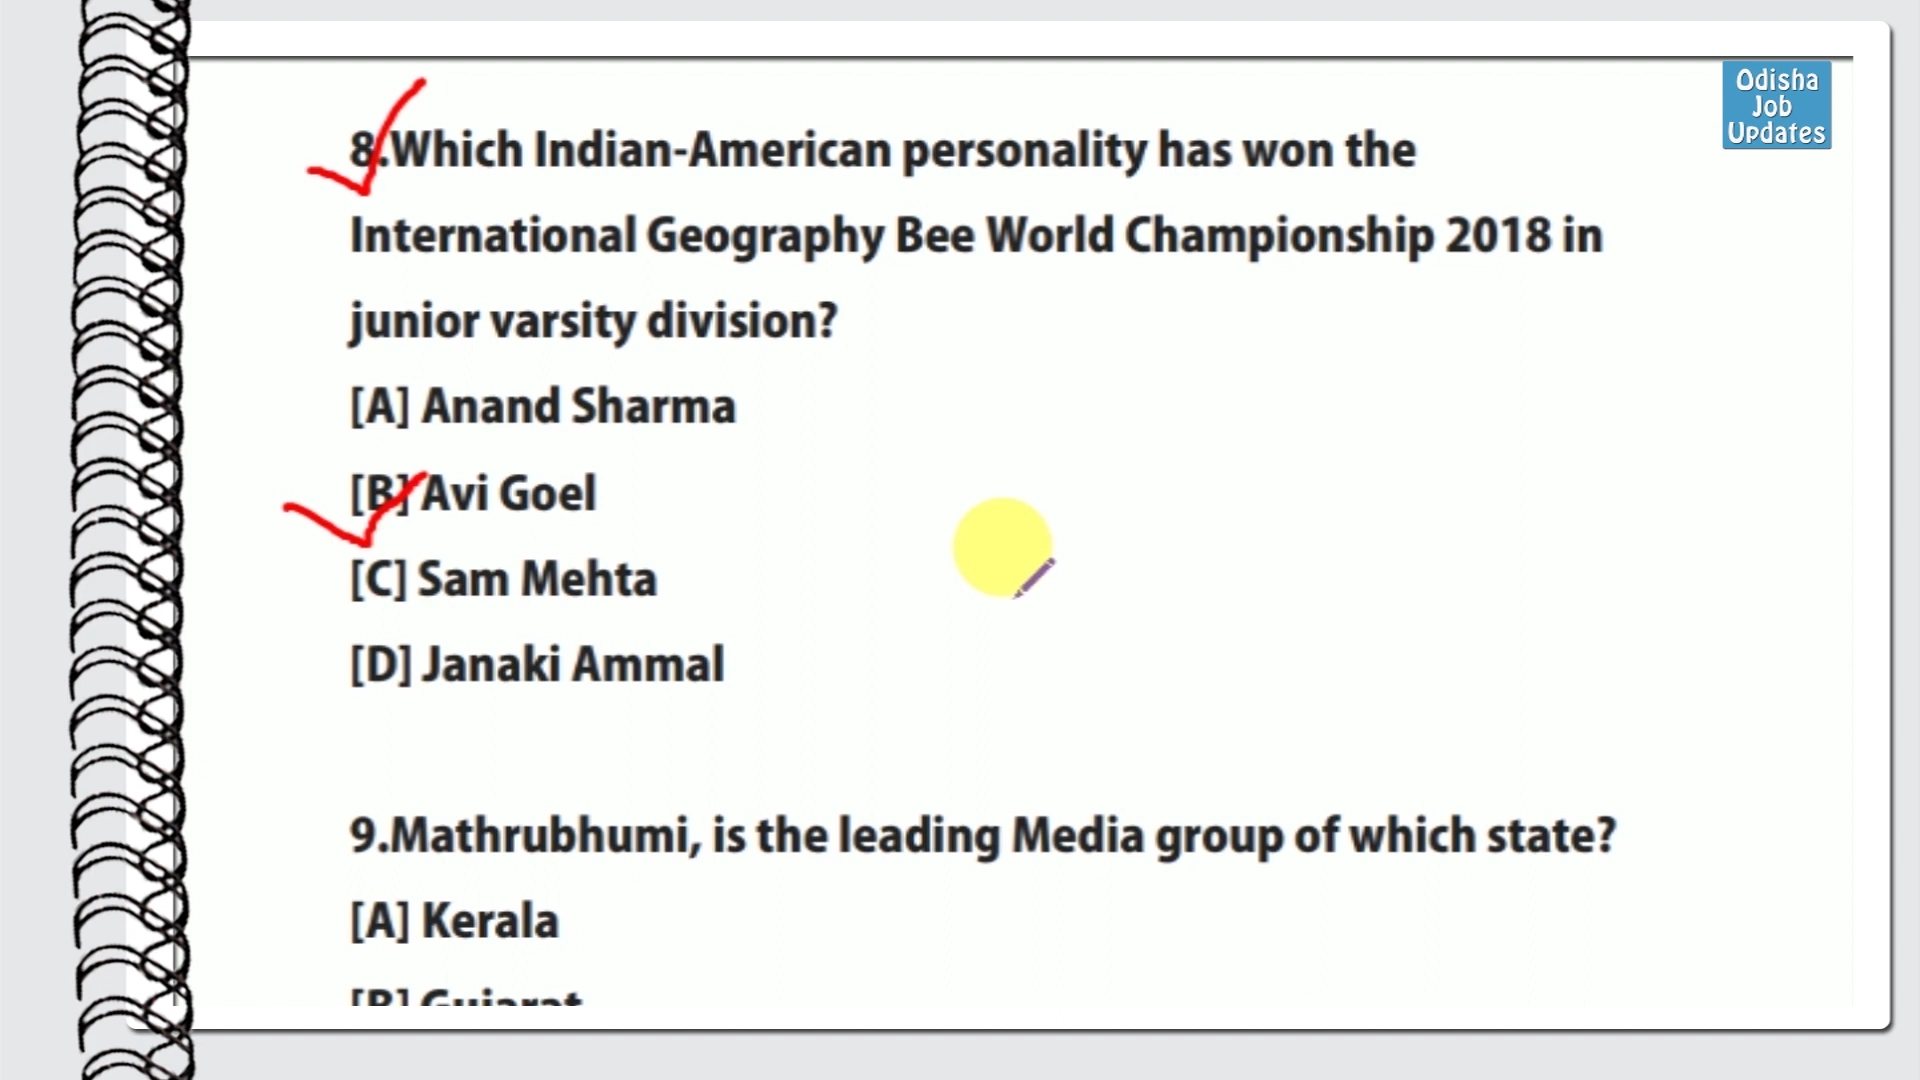 Odisha
Job
Updates
8.Which Indian-American personality has won the
International Geography Bee World Championship 2018 in
junior varsity division?
[A] Anand Sharma
[B] Avi Goel
[C] Sam Mehta
[D] Janaki Ammal
9.Mathrubhumi, is the leading Media group of which state?
[A] Kerala
[B] Gujarat